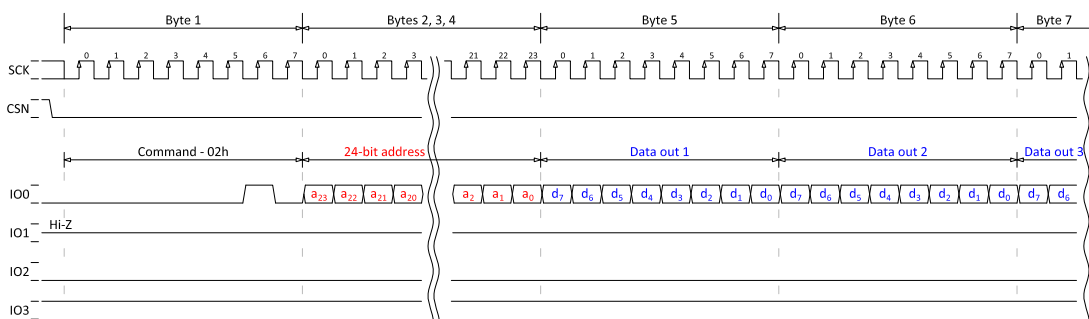 Byte 1 Bytes 2, 3, 4 Byte 5 Byte 6 Byte 7
0 1 2 3 4 5 6 7 0 1 2 3 21 22 23 0 1 2 3 4 5 6 7 0 1 2 3 4 5 6 7 0 1
SCK
CSN
Command - 02h 24-bit address Data out 1 Data out 2 Data out 3
IO0 a₂₃ a₂₂ a₂₁ a₂₀ a₂ a₁ a₀ d₇ d₆ d₅ d₄ d₃ d₂ d₁ d₀ d₇ d₆ d₅ d₄ d₃ d₂ d₁ d₀ d₇ d₆
Hi-Z
IO1
IO2
IO3